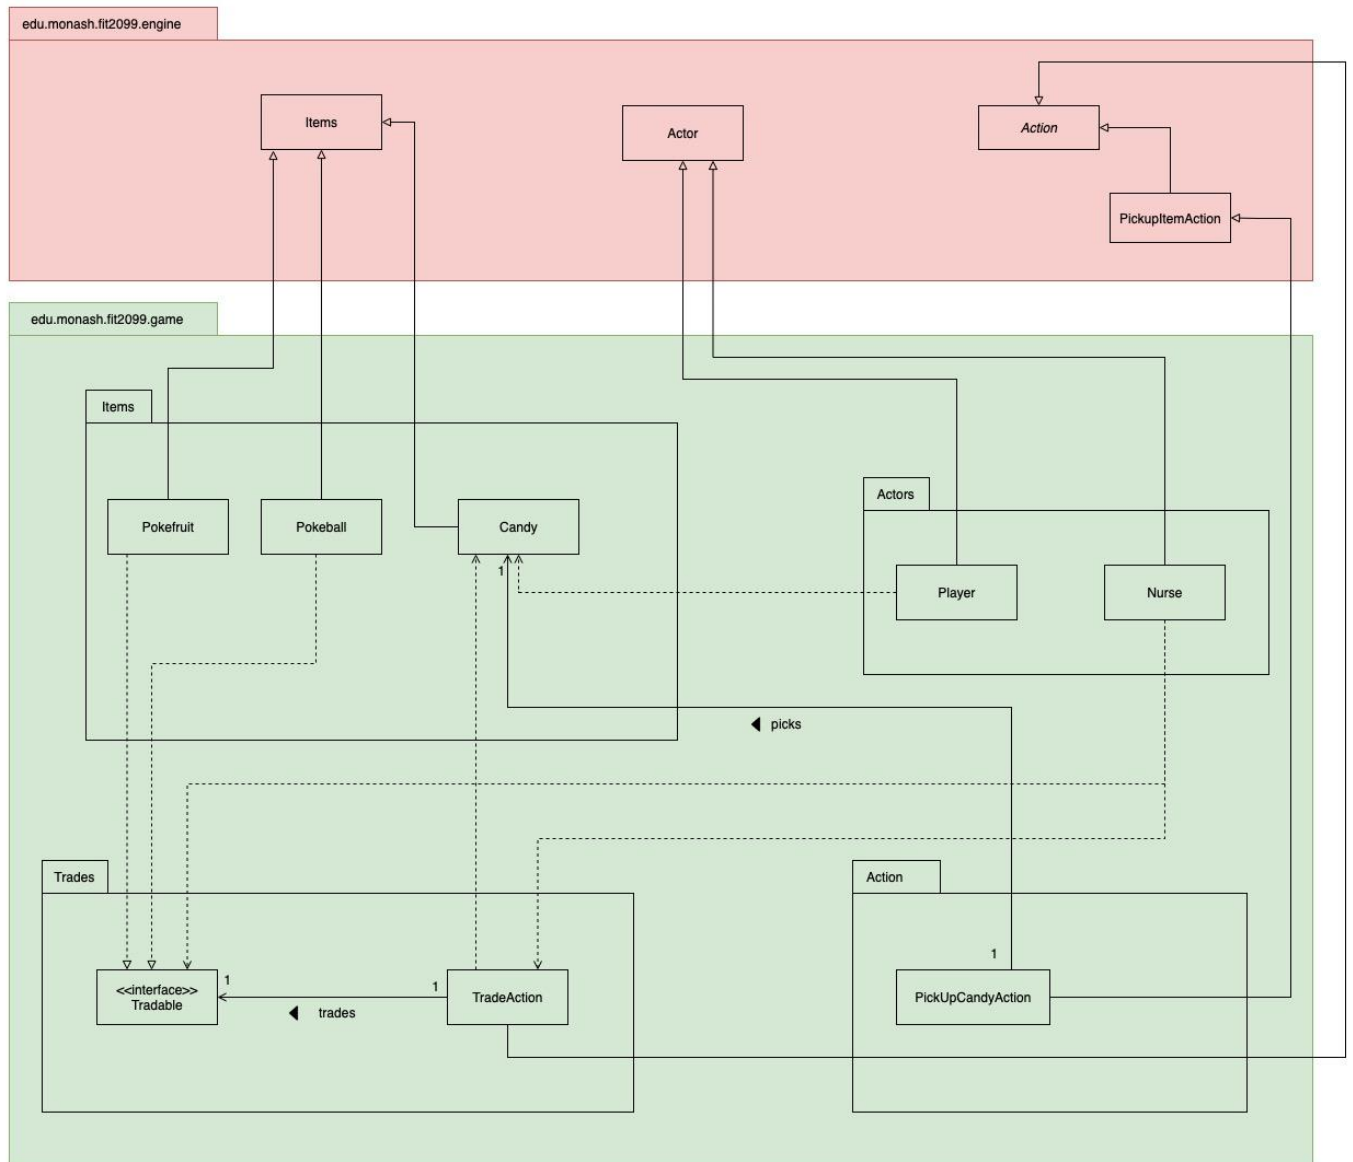 edu.monash.fit2099.engine
Items
Actor
Action
PickupItemAction
edu.monash.fit2099.game
Items
Actors
Pokefruit
Pokeball
Candy
1
Player
Nurse
picks
Trades
Action
1
<<interface>>
Tradable
1
1
trades
TradeAction
PickUpCandyAction